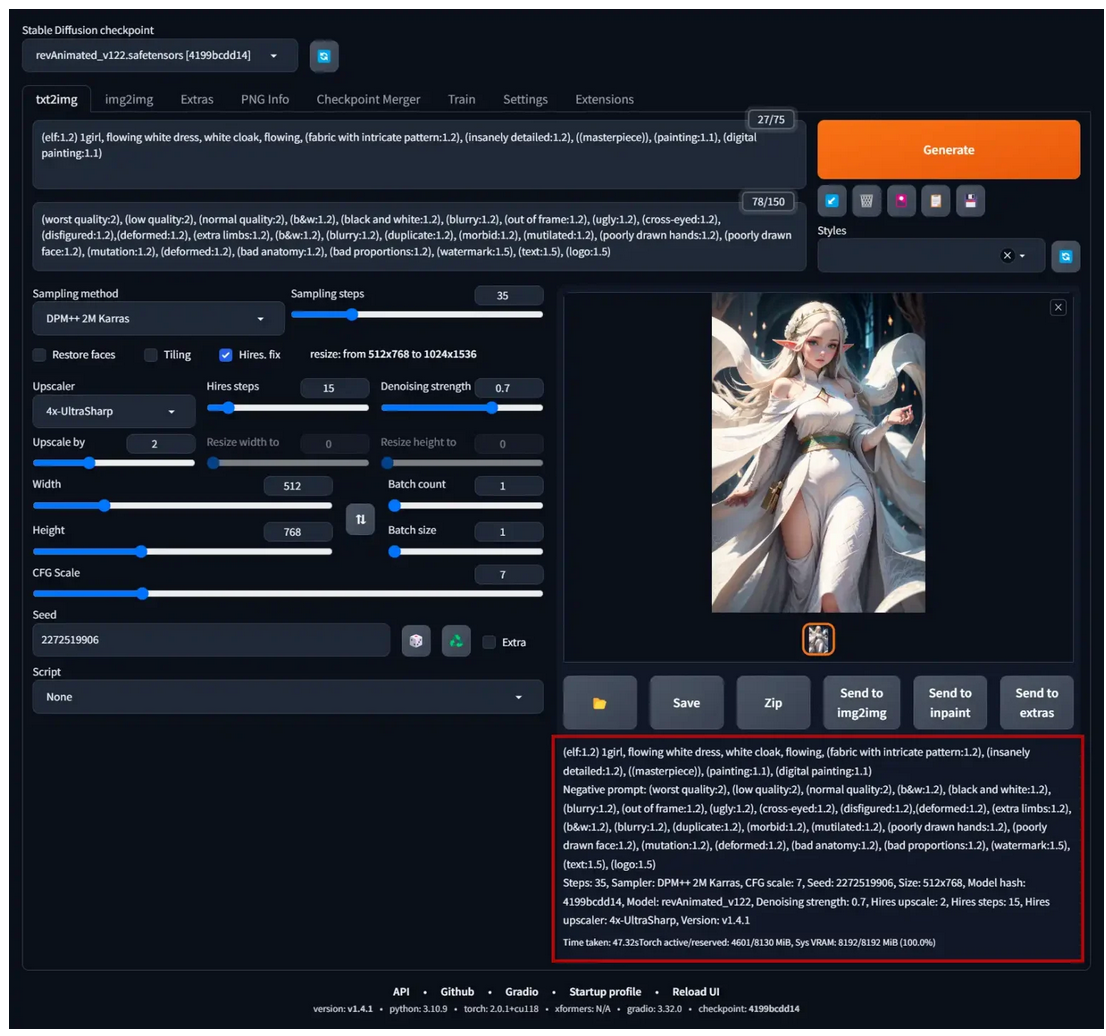 Stable Diffusion checkpoint
revAnimated_v122.safetensors [4199bcdd14]
txt2img img2img Extras PNG Info Checkpoint Merger Train Settings Extensions
27/75
(elf:1.2) 1girl, flowing white dress, white cloak, flowing, (fabric with intricate pattern:1.2), (insanely detailed:1.2), ((masterpiece)), (painting:1.1), (digital
painting:1.1)
Generate
78/150
(worst quality:2), (low quality:2), (normal quality:2), (b&w:1.2), (black and white:1.2), (blurry:1.2), (out of frame:1.2), (ugly:1.2), (cross-eyed:1.2),
(disfigured:1.2),(deformed:1.2), (extra limbs:1.2), (b&w:1.2), (blurry:1.2), (duplicate:1.2), (morbid:1.2), (mutilated:1.2), (poorly drawn hands:1.2), (poorly drawn
face:1.2), (mutation:1.2), (deformed:1.2), (bad anatomy:1.2), (bad proportions:1.2), (watermark:1.5), (text:1.5), (logo:1.5)
Styles
Sampling method
DPM++ 2M Karras
Sampling steps 35
Restore faces Tiling Hires. fix resize: from 512x768 to 1024x1536
Upscaler
4x-UltraSharp
Hires steps 15
Denoising strength 0.7
Upscale by 2
Resize width to 0
Resize height to 0
Width 512
Batch count 1
Height 768
Batch size 1
CFG Scale 7
Seed
2272519906
Extra
Script
None
Save
Zip
Send to
img2img
Send to
inpaint
Send to
extras
(elf:1.2) 1girl, flowing white dress, white cloak, flowing, (fabric with intricate pattern:1.2), (insanely
detailed:1.2), ((masterpiece)), (painting:1.1), (digital painting:1.1)
Negative prompt: (worst quality:2), (low quality:2), (normal quality:2), (b&w:1.2), (black and white:1.2),
(blurry:1.2), (out of frame:1.2), (ugly:1.2), (cross-eyed:1.2), (disfigured:1.2),(deformed:1.2), (extra limbs:1.2),
(b&w:1.2), (blurry:1.2), (duplicate:1.2), (morbid:1.2), (mutilated:1.2), (poorly drawn hands:1.2), (poorly
drawn face:1.2), (mutation:1.2), (deformed:1.2), (bad anatomy:1.2), (bad proportions:1.2), (watermark:1.5),
(text:1.5), (logo:1.5)
Steps: 35, Sampler: DPM++ 2M Karras, CFG scale: 7, Seed: 2272519906, Size: 512x768, Model hash:
4199bcdd14, Model: revAnimated_v122, Denoising strength: 0.7, Hires upscale: 2, Hires steps: 15, Hires
upscaler: 4x-UltraSharp, Version: v1.4.1
Time taken: 47.32sTorch active/reserved: 4601/8130 MiB, Sys VRAM: 8192/8192 MiB (100.0%)
API • Github • Gradio • Startup profile • Reload UI
version: v1.4.1 • python: 3.10.9 • torch: 2.0.1+cu118 • xformers: N/A • gradio: 3.32.0 • checkpoint: 4199bcdd14